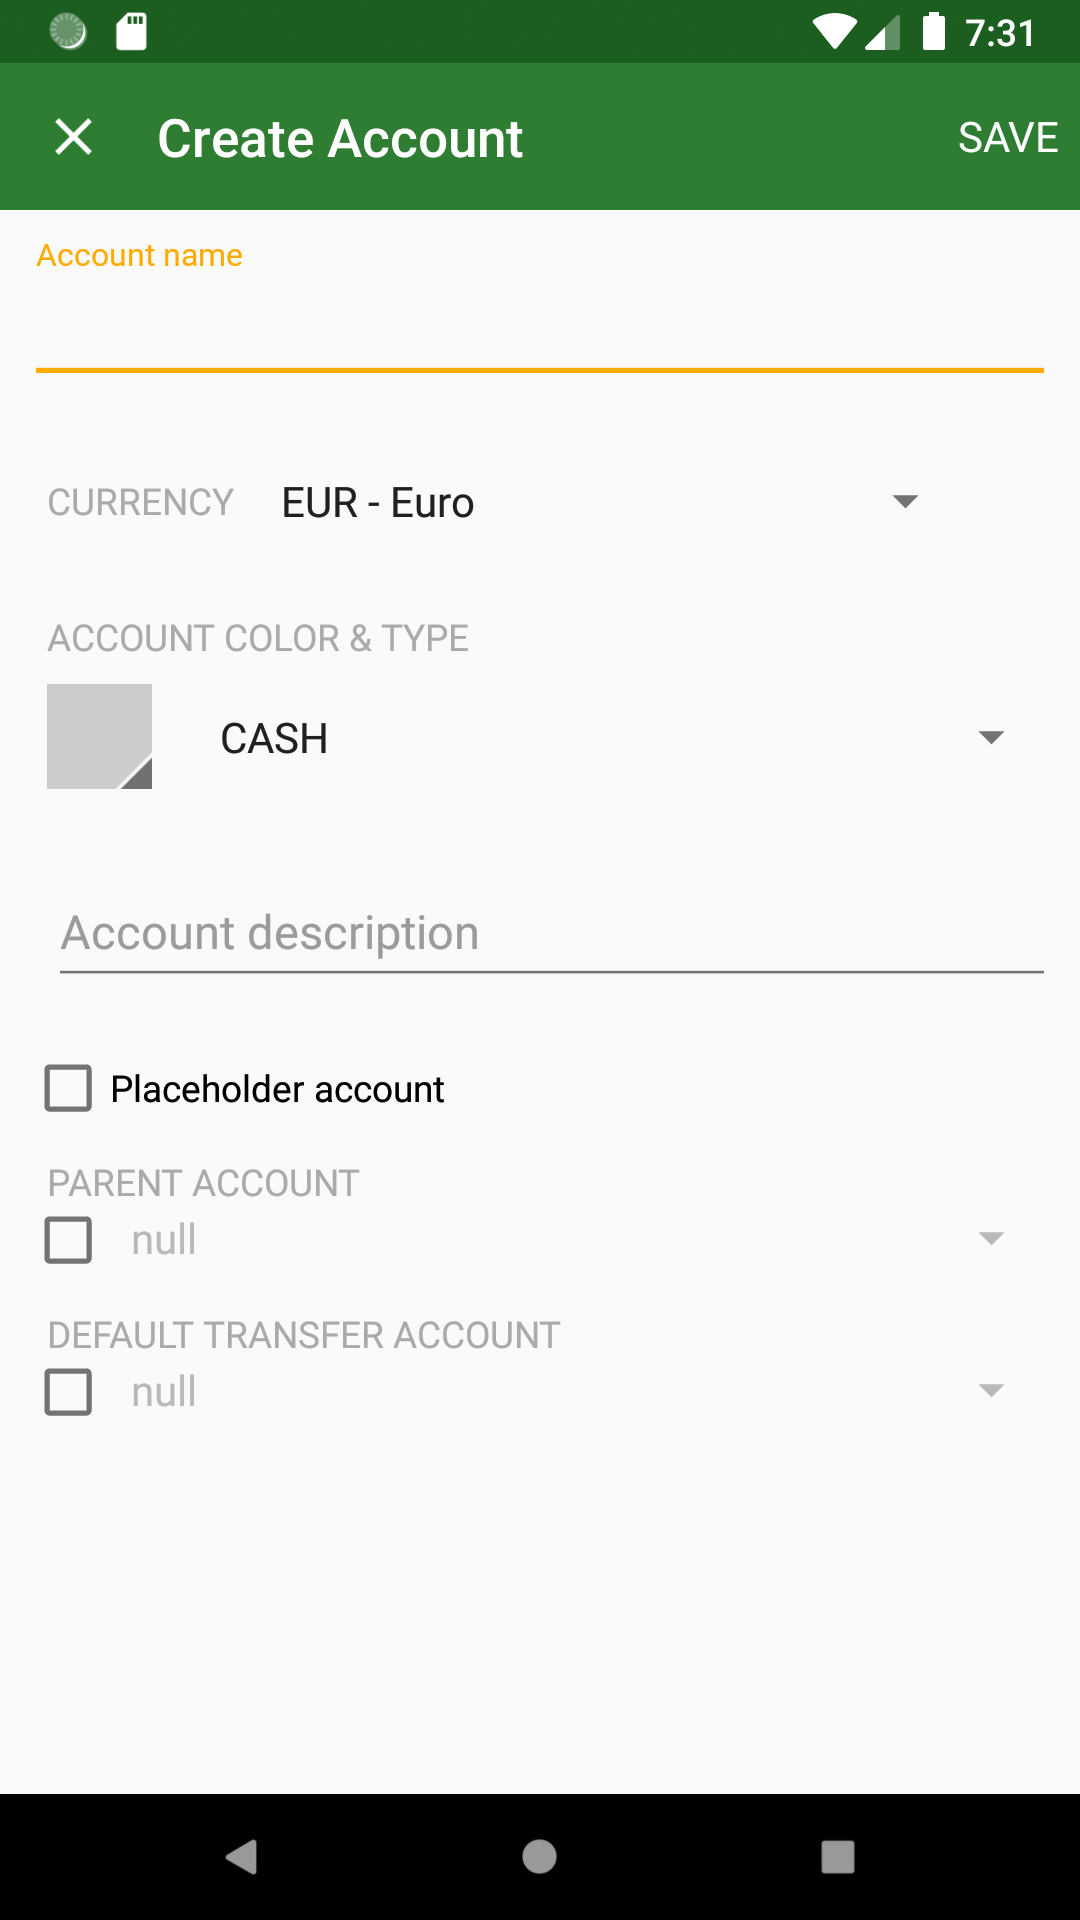 7:31
Create Account
SAVE
Account name
CURRENCY EUR - Euro
ACCOUNT COLOR & TYPE
CASH
Account description
Placeholder account
PARENT ACCOUNT
null
DEFAULT TRANSFER ACCOUNT
null